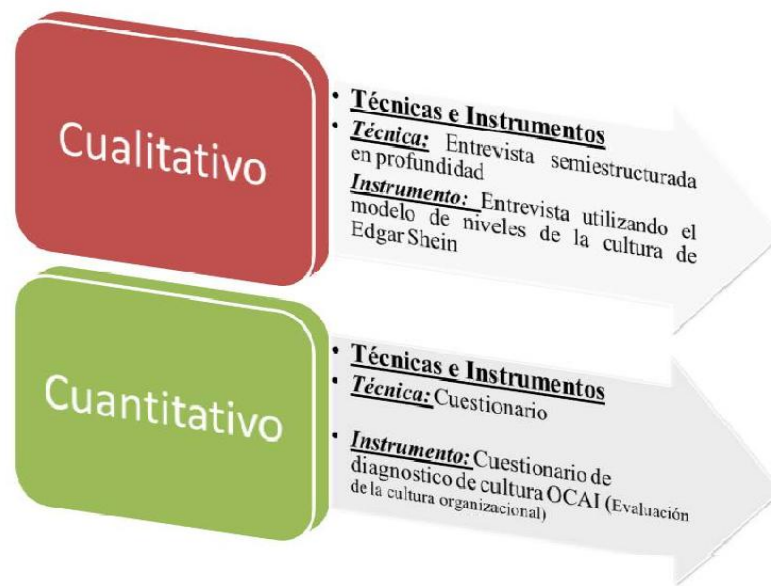 Cualitativo
• Técnicas e Instrumentos
• Técnica: Entrevista semiestructurada
en profundidad
Instrumento: Entrevista utilizando el
modelo de niveles de la cultura de
Edgar Shein
Cuantitativo
• Técnicas e Instrumentos
• Técnica: Cuestionario
• Instrumento: Cuestionario de
diagnostico de cultura OCAI (Evaluación
de la cultura organizacional)